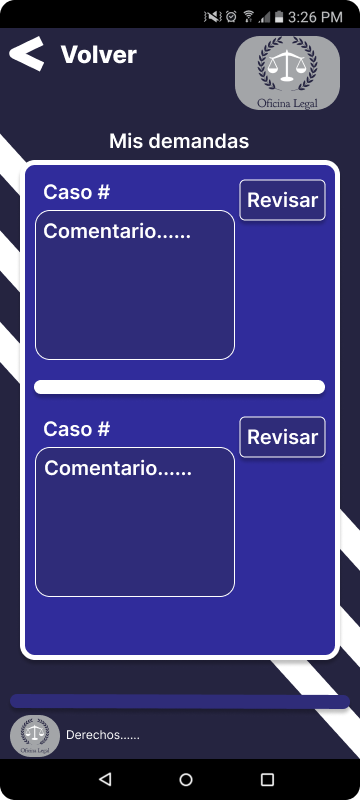 3:26 PM
Volver
Oficina Legal
Mis demandas
Caso #
Revisar
Comentario......
Caso #
Revisar
Comentario......
Oficina Legal
Derechos......